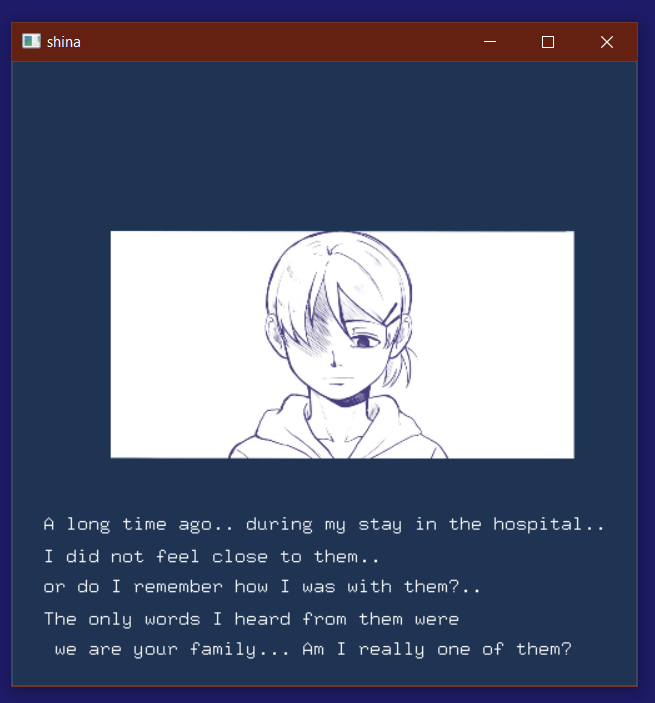 shina
A long time ago.. during my stay in the hospital..
I did not feel close to them..
or do I remember how I was with them?..
The only words I heard from them were
we are your family... Am I really one of them?